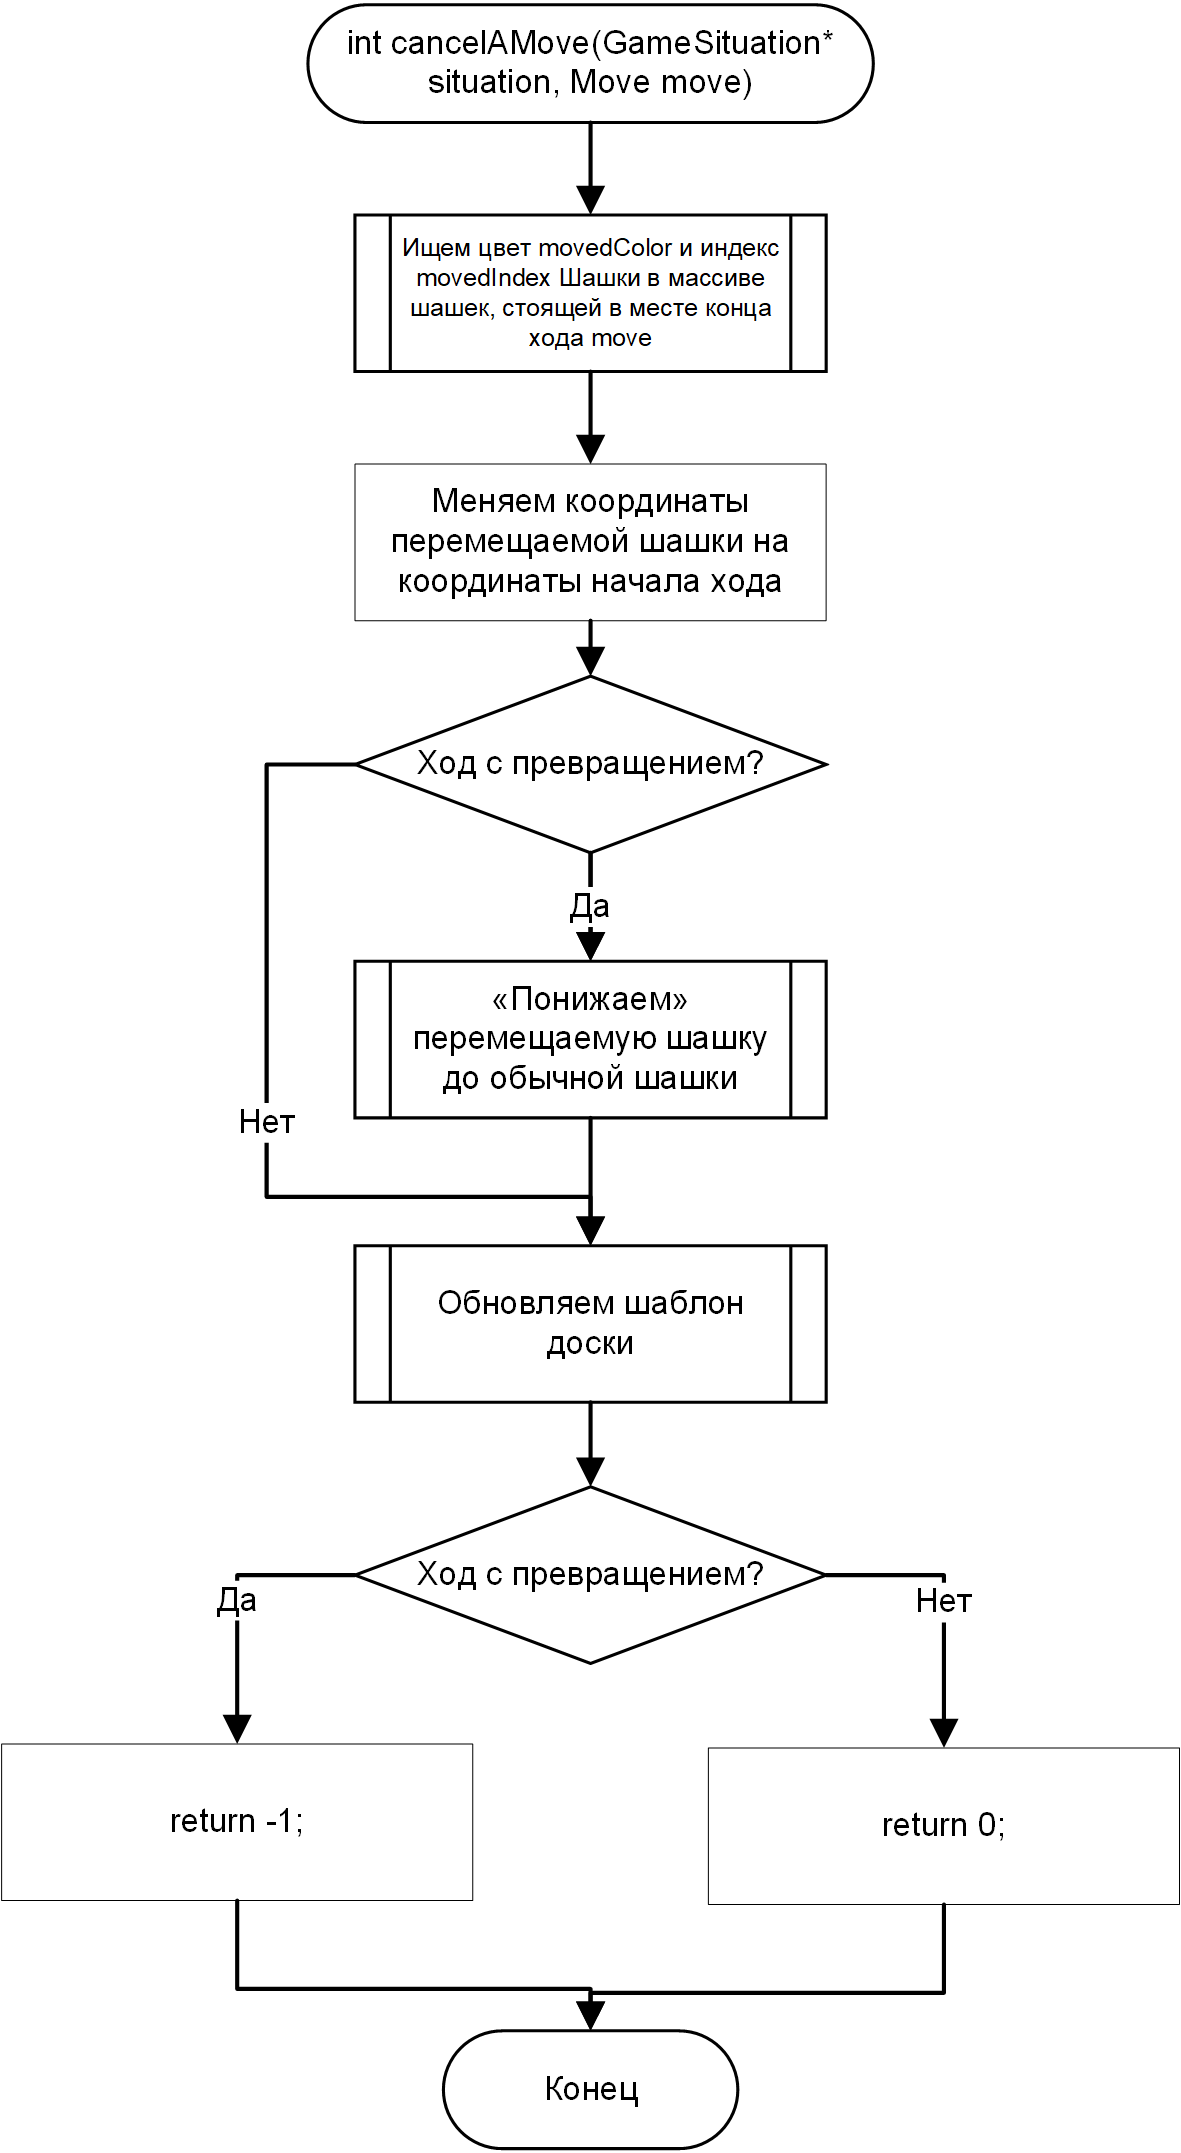 int cancelAMove(GameSituation*
situation, Move move)
Ищем цвет movedColor и индекс
movedIndex Шашки в массиве
шашек, стоящей в месте конца
хода move
Меняем координаты
перемещаемой шашки на
координаты начала хода
Ход с превращением?
Да
«Понижаем»
перемещаемую шашку
до обычной шашки
Нет
Обновляем шаблон
доски
Ход с превращением?
Да
Нет
return -1;
return 0;
Конец